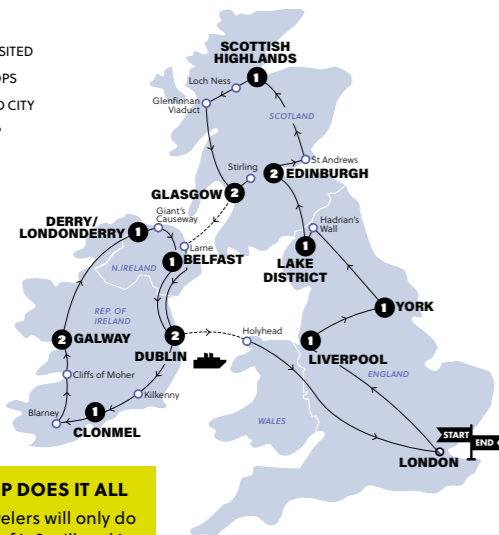 SITED
OPS
D CITY
SCOTTISH
HIGHLANDS
1
Loch Ness
Glenfinnan
Viaduct
SCOTLAND
St Andrews
Stirling
2
EDINBURGH
GLASGOW
2
Giant's
Causeway
DERRY/
LONDONDERRY
1
Hadrian's
Wall
Larne
1
BELFAST
1
LAKE
DISTRICT
N.IRELAND
REP. OF
IRELAND
1
YORK
2
GALWAY
2
DUBLIN
Holyhead
1
LIVERPOOL
ENGLAND
Cliffs of Moher
Kilkenny
Blarney
1
CLONMEL
WALES
START
END
LONDON
P DOES IT ALL
velers will only do